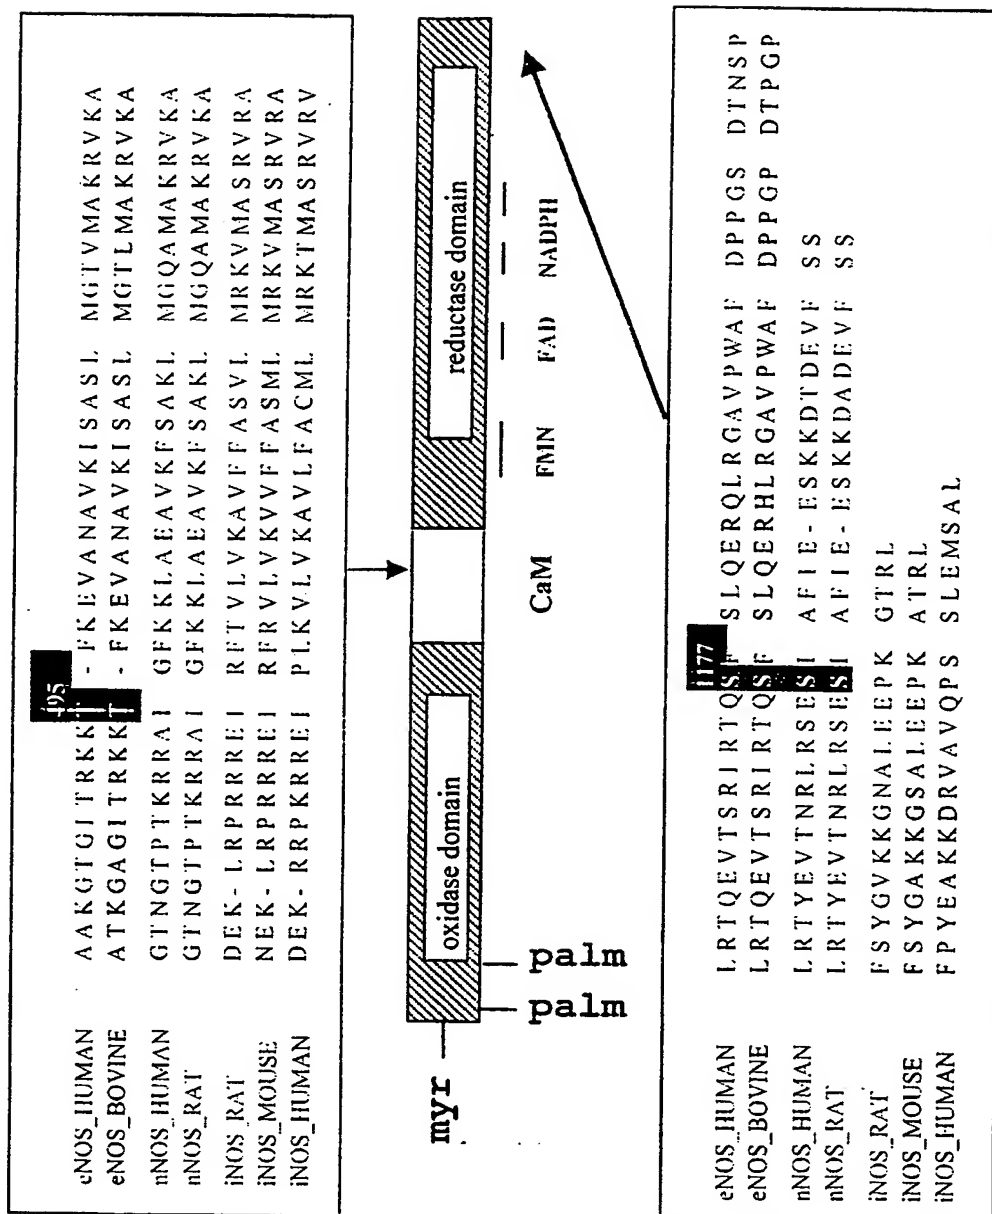 495
eNOS_HUMAN AAKGTGITRKKT -FKEVANAVKISASL MGTVMAKRVKA
eNOS_BOVINE ATKGAGITRKKT -FKEVANAVKISASL MGTLMAKRVKA
nNOS_HUMAN GTNGTPTKRRAI GFKKLAEAVKFSAKL MGQAMAKRVKA
nNOS_RAT GTNGTPTKRRAI GFKKLAEAVKFSAKL MGQAMAKRVKA
iNOS_RAT DEK-LRPRRREI RFTVLVKAVFFASVL MRKVMASRVRA
iNOS_MOUSE NEK-LRPRRREI RFRVLVKVVFFASML MRKVMASRVRA
iNOS_HUMAN DEK-RRPKRREI PLKVLVKAVLFACML MRKTMASRVRV
myr
oxidase domain
reductase domain
palm
palm
CaM
FMN FAD NADPH
1177
eNOS_HUMAN LRTQEVTSRIRTQSF SLQERQLRGAVPWAF DPPGS DTNSP
eNOS_BOVINE LRTQEVTSRIRTQSF SLQERHLRGAVPWAF DPPGP DTPGP
nNOS_HUMAN LRTYEVTNRLRSESI AFIE-ESKKDTDEVF SS
nNOS_RAT LRTYEVTNRLRSESI AFIE-ESKKDADEVF SS
iNOS_RAT FSYGVKKGNALEEPK GTRL
iNOS_MOUSE FSYGAKKGSALEEPK ATRL
iNOS_HUMAN FPYEAKKDRVAVQPS SLEMSAL